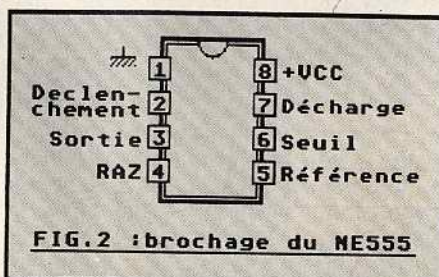 1
8 +VCC
Declen-
chement 2
7 Décharge
Sortie 3
6 Seuil
RAZ 4
5 Référence
FIG.2 :brochage du NE555